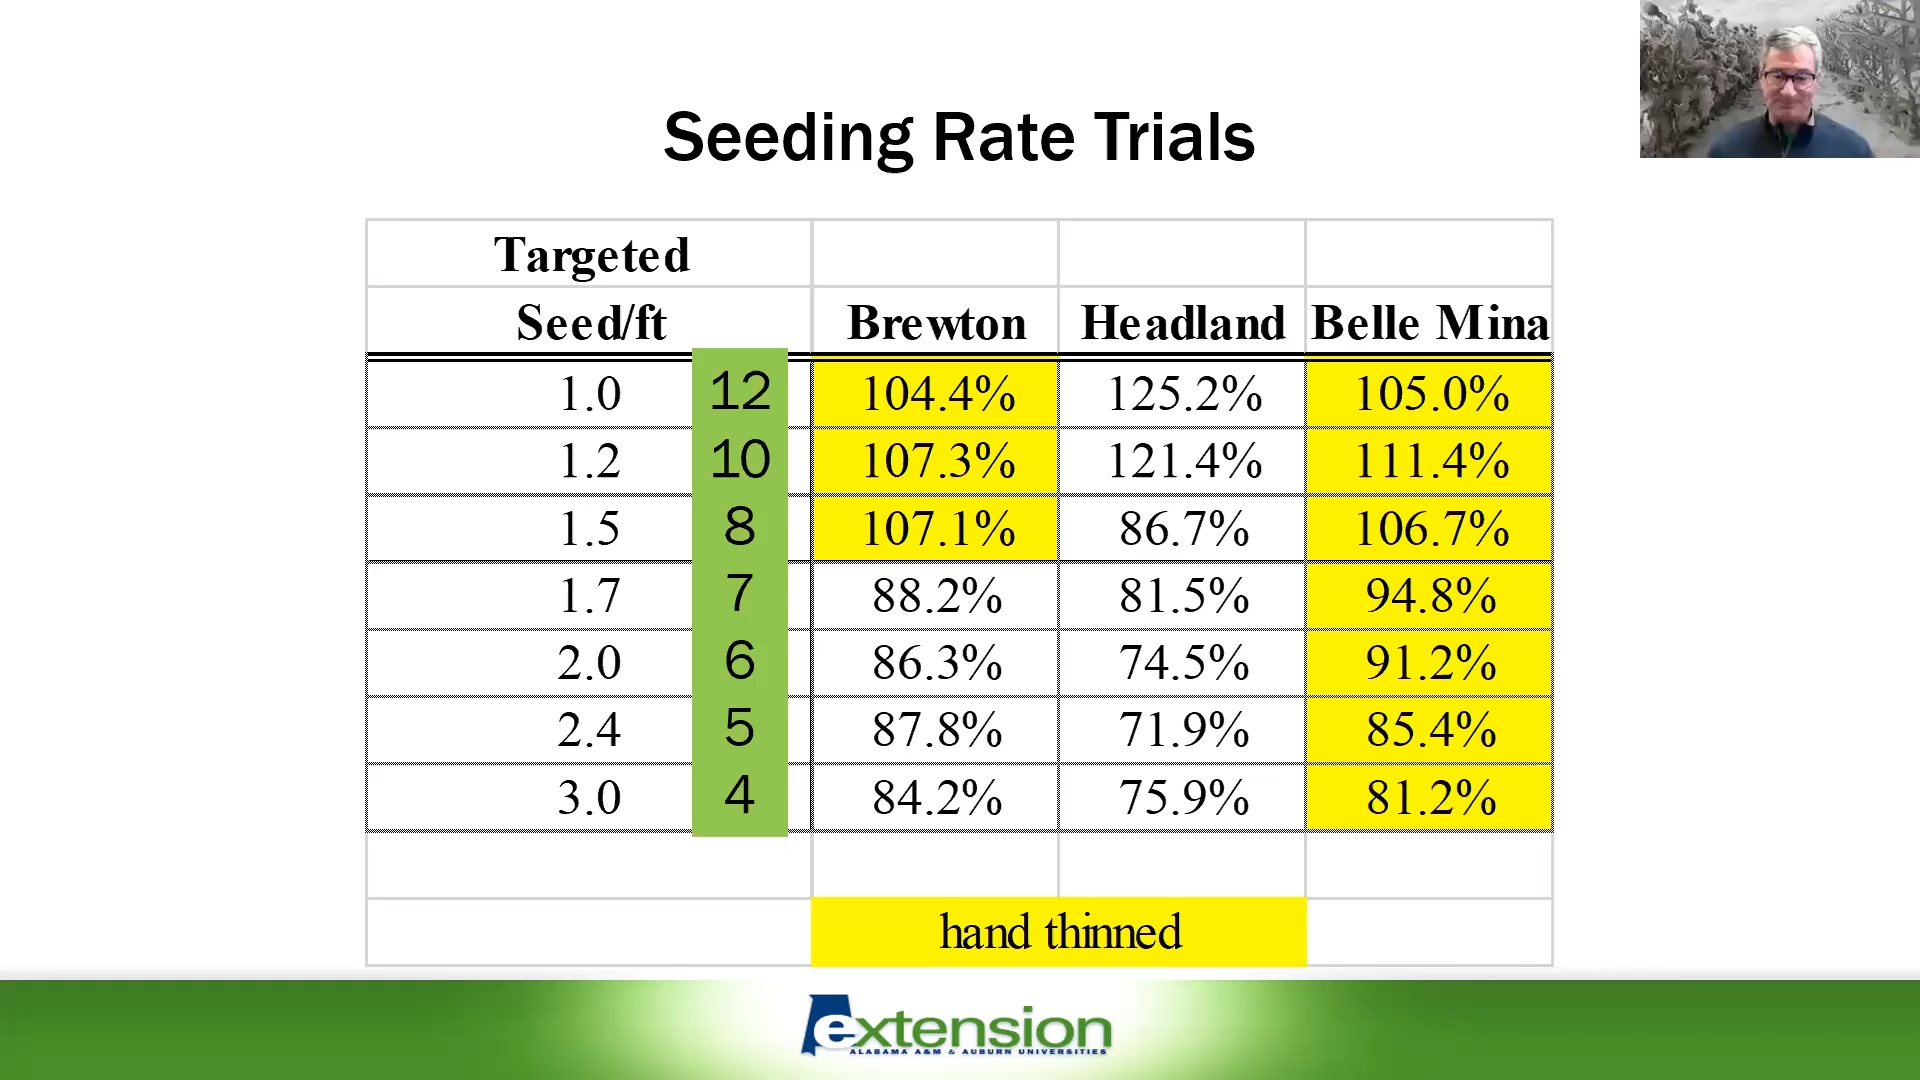 Seeding Rate Trials
Targeted
Seed/ft Brewton Headland Belle Mina
1.0 12 104.4% 125.2% 105.0%
1.2 10 107.3% 121.4% 111.4%
1.5 8 107.1% 86.7% 106.7%
1.7 7 88.2% 81.5% 94.8%
2.0 6 86.3% 74.5% 91.2%
2.4 5 87.8% 71.9% 85.4%
3.0 4 84.2% 75.9% 81.2%
hand thinned
extension
ALABAMA A&M & AUBURN UNIVERSITIES